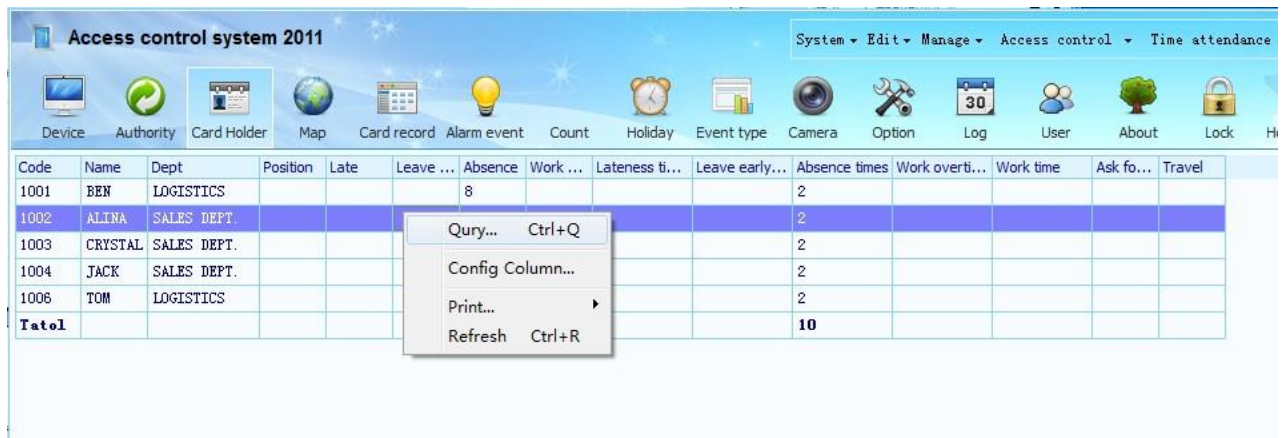 Access control system 2011
System Edit Manage Access control Time attendance
Device Authority Card Holder Map Card record Alarm event Count Holiday Event type Camera Option Log User About Lock
Code Name Dept Position Late Leave ... Absence Work ... Lateness ti... Leave early... Absence times Work overti... Work time Ask fo... Travel
1001 BEN LOGISTICS 8 2
1002 ALINA SALES DEPT. 2
Qury... Ctrl+Q
1003 CRYSTAL SALES DEPT. 2
Config Column...
1004 JACK SALES DEPT. 2
1006 TOM LOGISTICS 2
Print...
Tatol 10
Refresh Ctrl+R